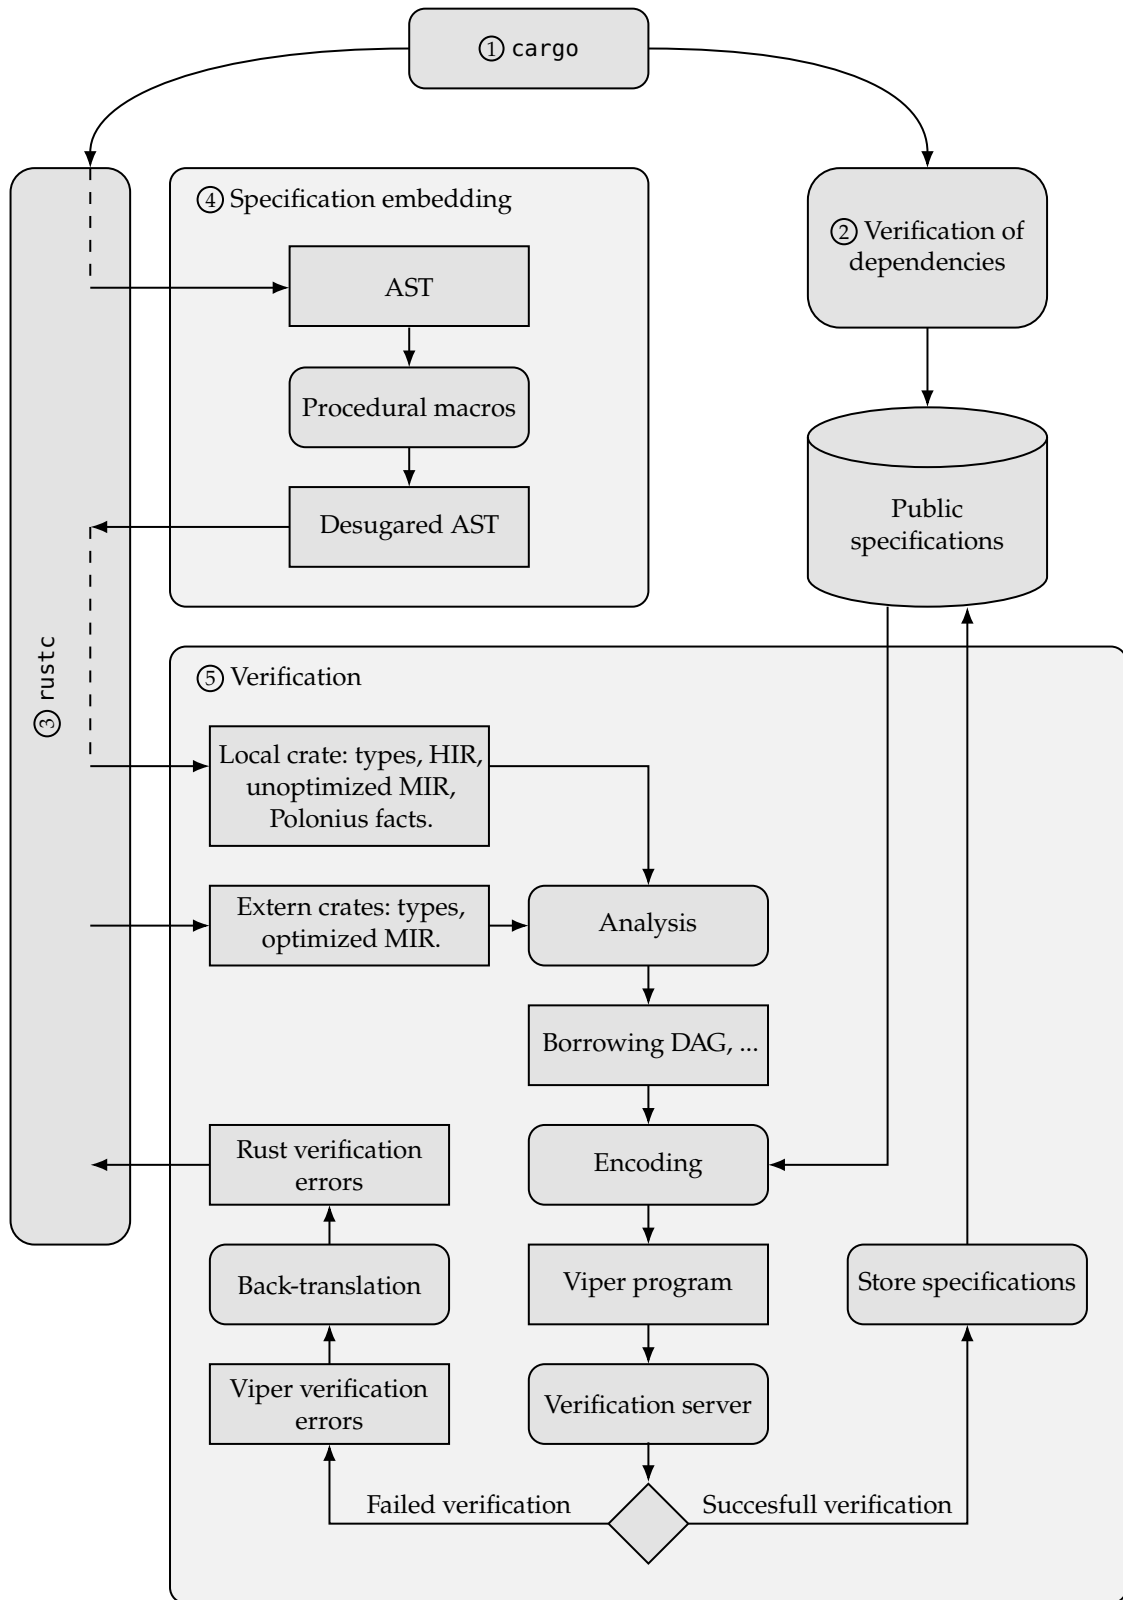 ① cargo
④ Specification embedding
② Verification of
dependencies
AST
Procedural macros
Desugared AST
Public
specifications
③ rustc
⑤ Verification
Local crate: types, HIR,
unoptimized MIR,
Polonius facts.
Extern crates: types,
optimized MIR.
Analysis
Borrowing DAG, ...
Rust verification
errors
Encoding
Back-translation
Viper program
Store specifications
Viper verification
errors
Verification server
Failed verification
Succesfull verification